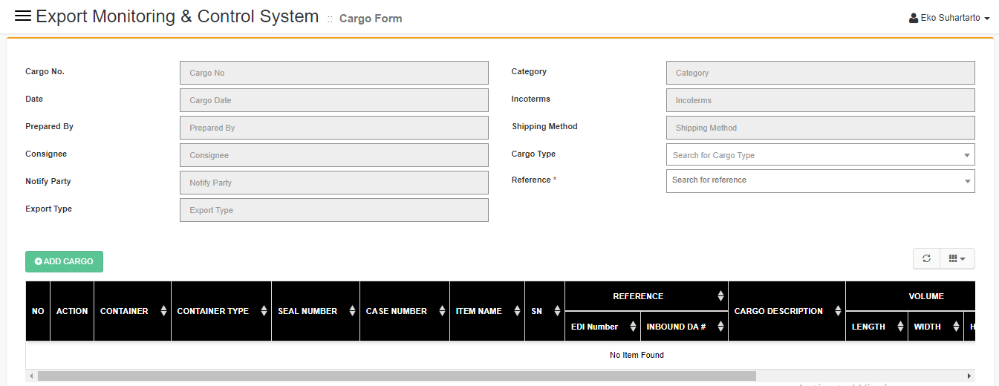 Export Monitoring & Control System :: Cargo Form
Eko Suhartarto
Cargo No.
Cargo No
Category
Category
Date
Cargo Date
Incoterms
Incoterms
Prepared By
Prepared By
Shipping Method
Shipping Method
Consignee
Consignee
Cargo Type
Search for Cargo Type
Notify Party
Notify Party
Reference *
Search for reference
Export Type
Export Type
ADD CARGO
NO ACTION CONTAINER CONTAINER TYPE SEAL NUMBER CASE NUMBER ITEM NAME SN REFERENCE CARGO DESCRIPTION VOLUME
EDI Number INBOUND DA # LENGTH WIDTH
No Item Found